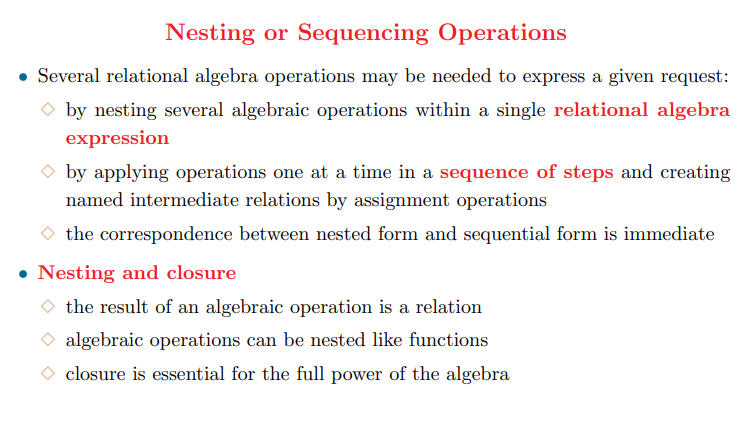 Nesting or Sequencing Operations
• Several relational algebra operations may be needed to express a given request:
◇ by nesting several algebraic operations within a single relational algebra
expression
◇ by applying operations one at a time in a sequence of steps and creating
named intermediate relations by assignment operations
◇ the correspondence between nested form and sequential form is immediate
• Nesting and closure
◇ the result of an algebraic operation is a relation
◇ algebraic operations can be nested like functions
◇ closure is essential for the full power of the algebra